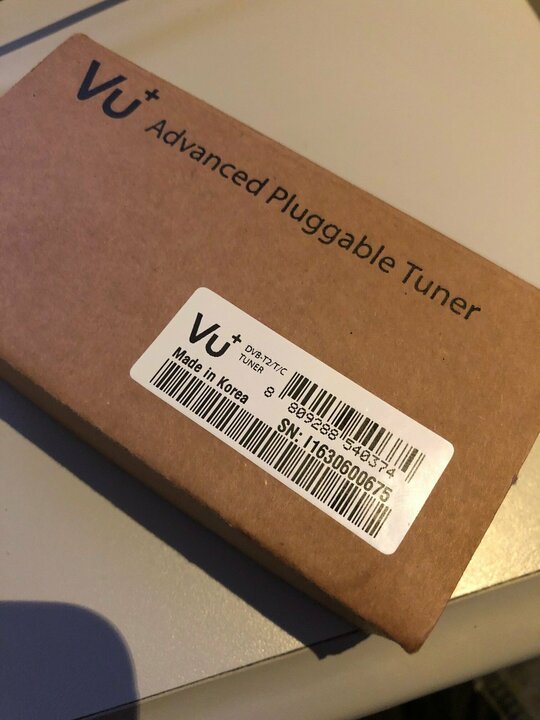 Vu+
Advanced Pluggable Tuner
Vu+
DVB-T2/T/C
TUNER
Made in Korea
8 809288 540374
SN: I1630600675